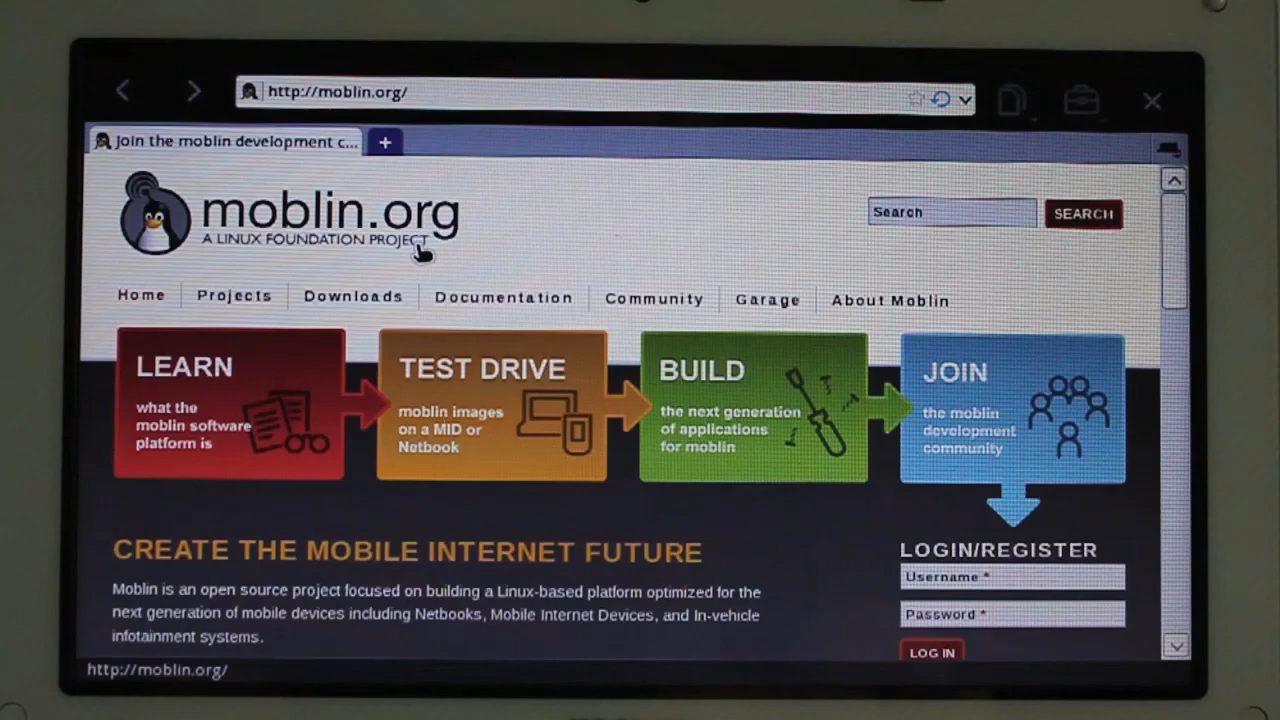 http://moblin.org/
Join the moblin development c...
+
moblin.org
A LINUX FOUNDATION PROJECT
Search
SEARCH
Home
Projects
Downloads
Documentation
Community
Garage
About Moblin
LEARN
what the
moblin software
platform is
TEST DRIVE
moblin images
on a MID or
Netbook
BUILD
the next generation
of applications
for moblin
JOIN
the moblin
development
community
CREATE THE MOBILE INTERNET FUTURE
Moblin is an open source project focused on building a Linux-based platform optimized for the
next generation of mobile devices including Netbooks, Mobile Internet Devices, and In-vehicle
infotainment systems.
LOGIN/REGISTER
Username *
Password *
LOG IN
http://moblin.org/